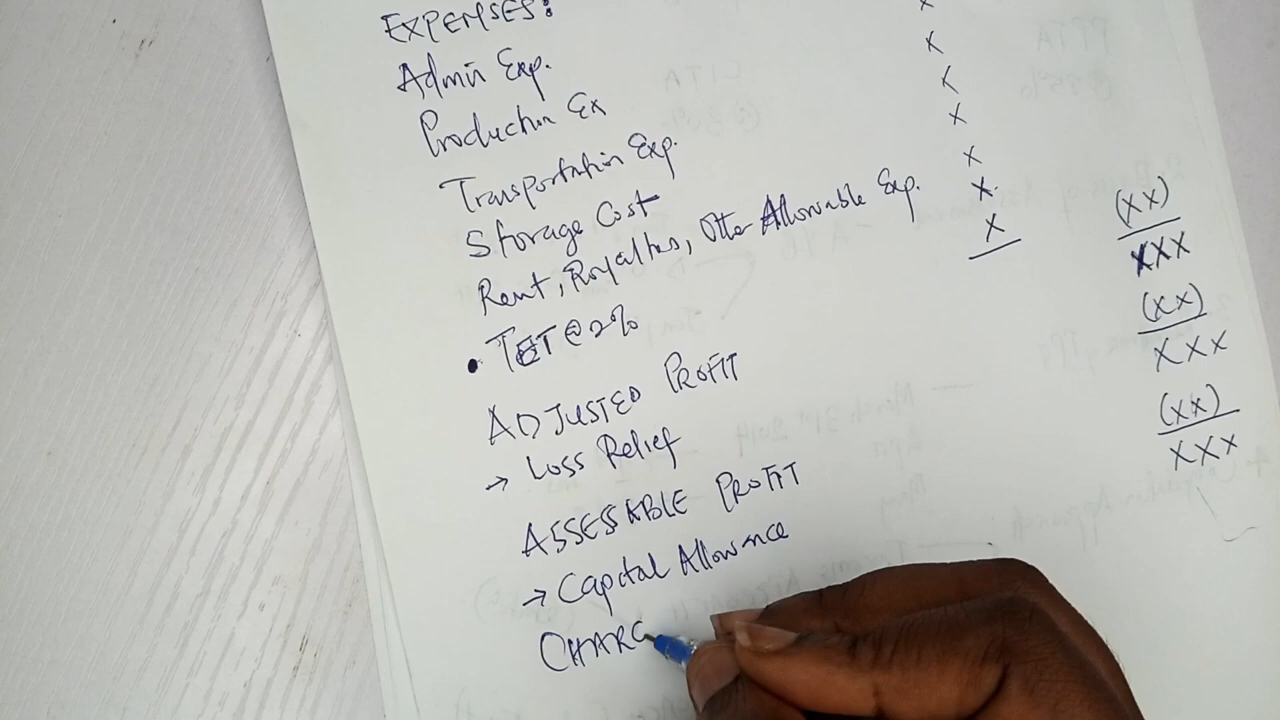 EXPENSES: X
Admin Exp. X
Production Ex X
Transportation Exp. X
Storage Cost X
Rent, Royalties, Other Allowable Exp. X. (XX)
• TET @ 2% X XXX
ADJUSTED PROFIT (XX)
→ Loss Relief XXX
ASSESSABLE PROFIT (XX)
→ Capital Allowance XXX
CHARG